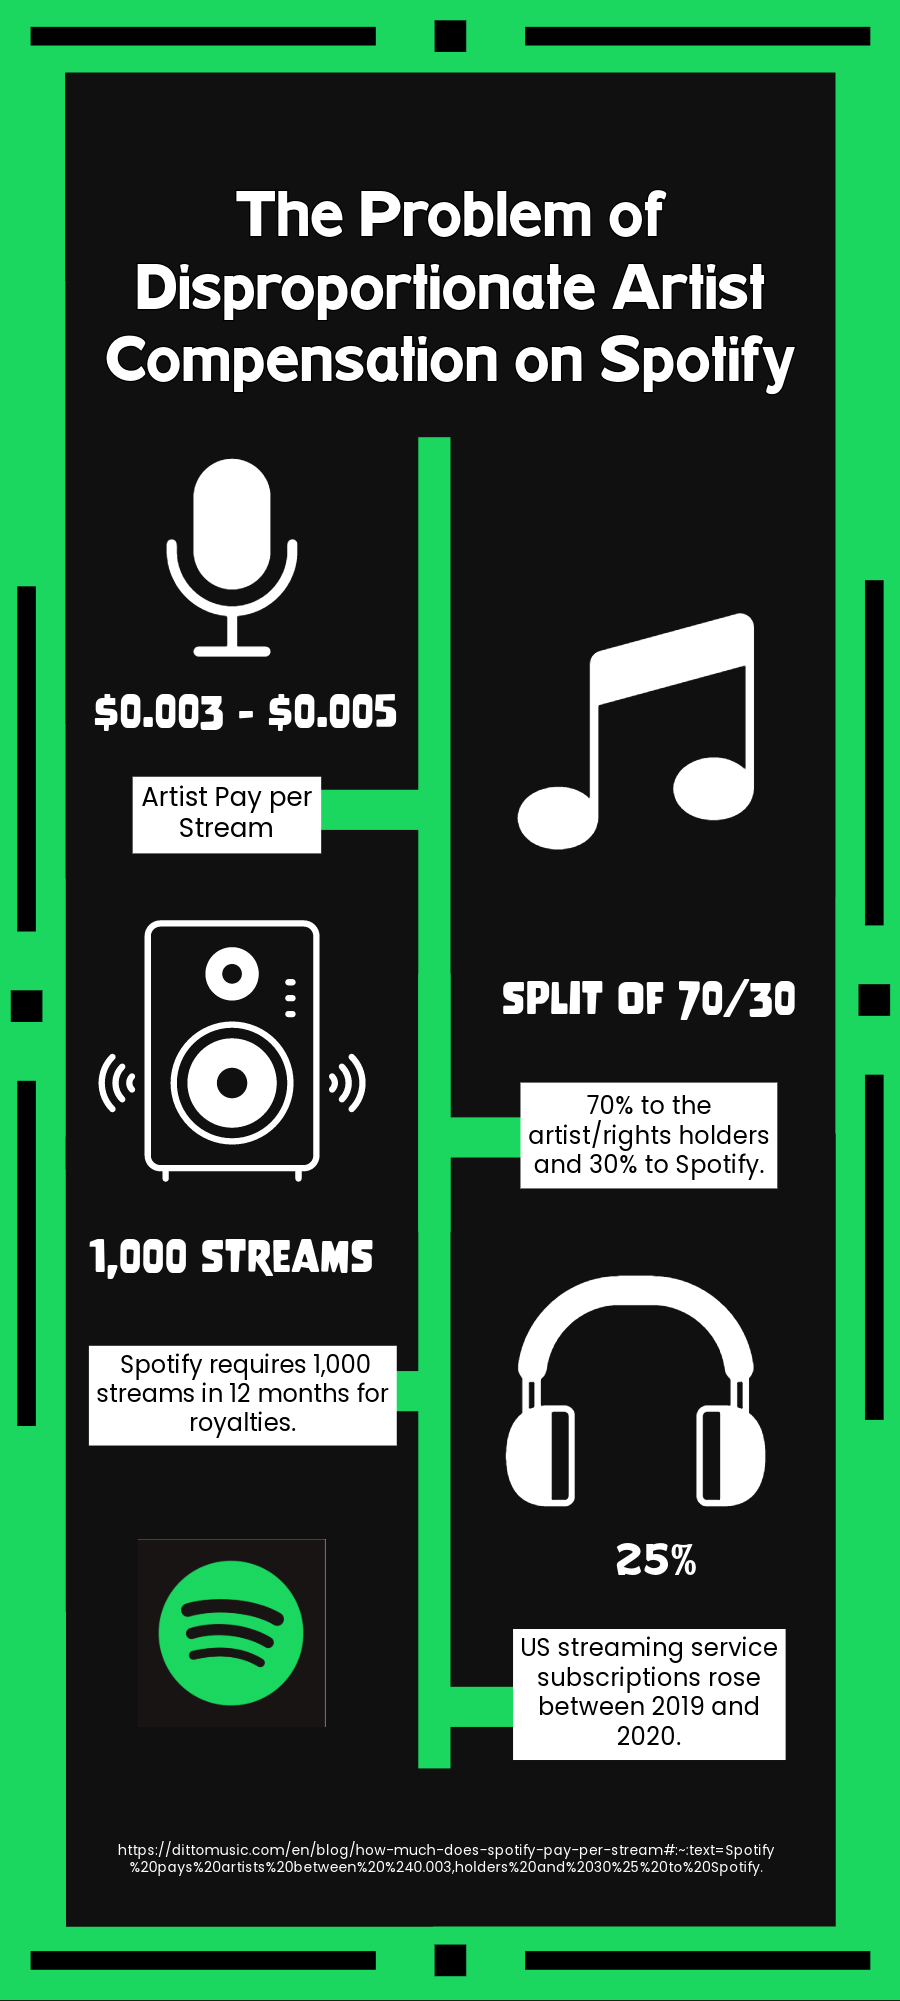 The Problem of
Disproportionate Artist
Compensation on Spotify
$0.003 - $0.005
Artist Pay per
Stream
SPLIT OF 70/30
70% to the
artist/rights holders
and 30% to Spotify.
1,000 STREAMS
Spotify requires 1,000
streams in 12 months for
royalties.
25%
US streaming service
subscriptions rose
between 2019 and
2020.
https://dittomusic.com/en/blog/how-much-does-spotify-pay-per-stream#:~:text=Spotify
%20pays%20artists%20between%20%240.003,holders%20and%2030%25%20to%20Spotify.